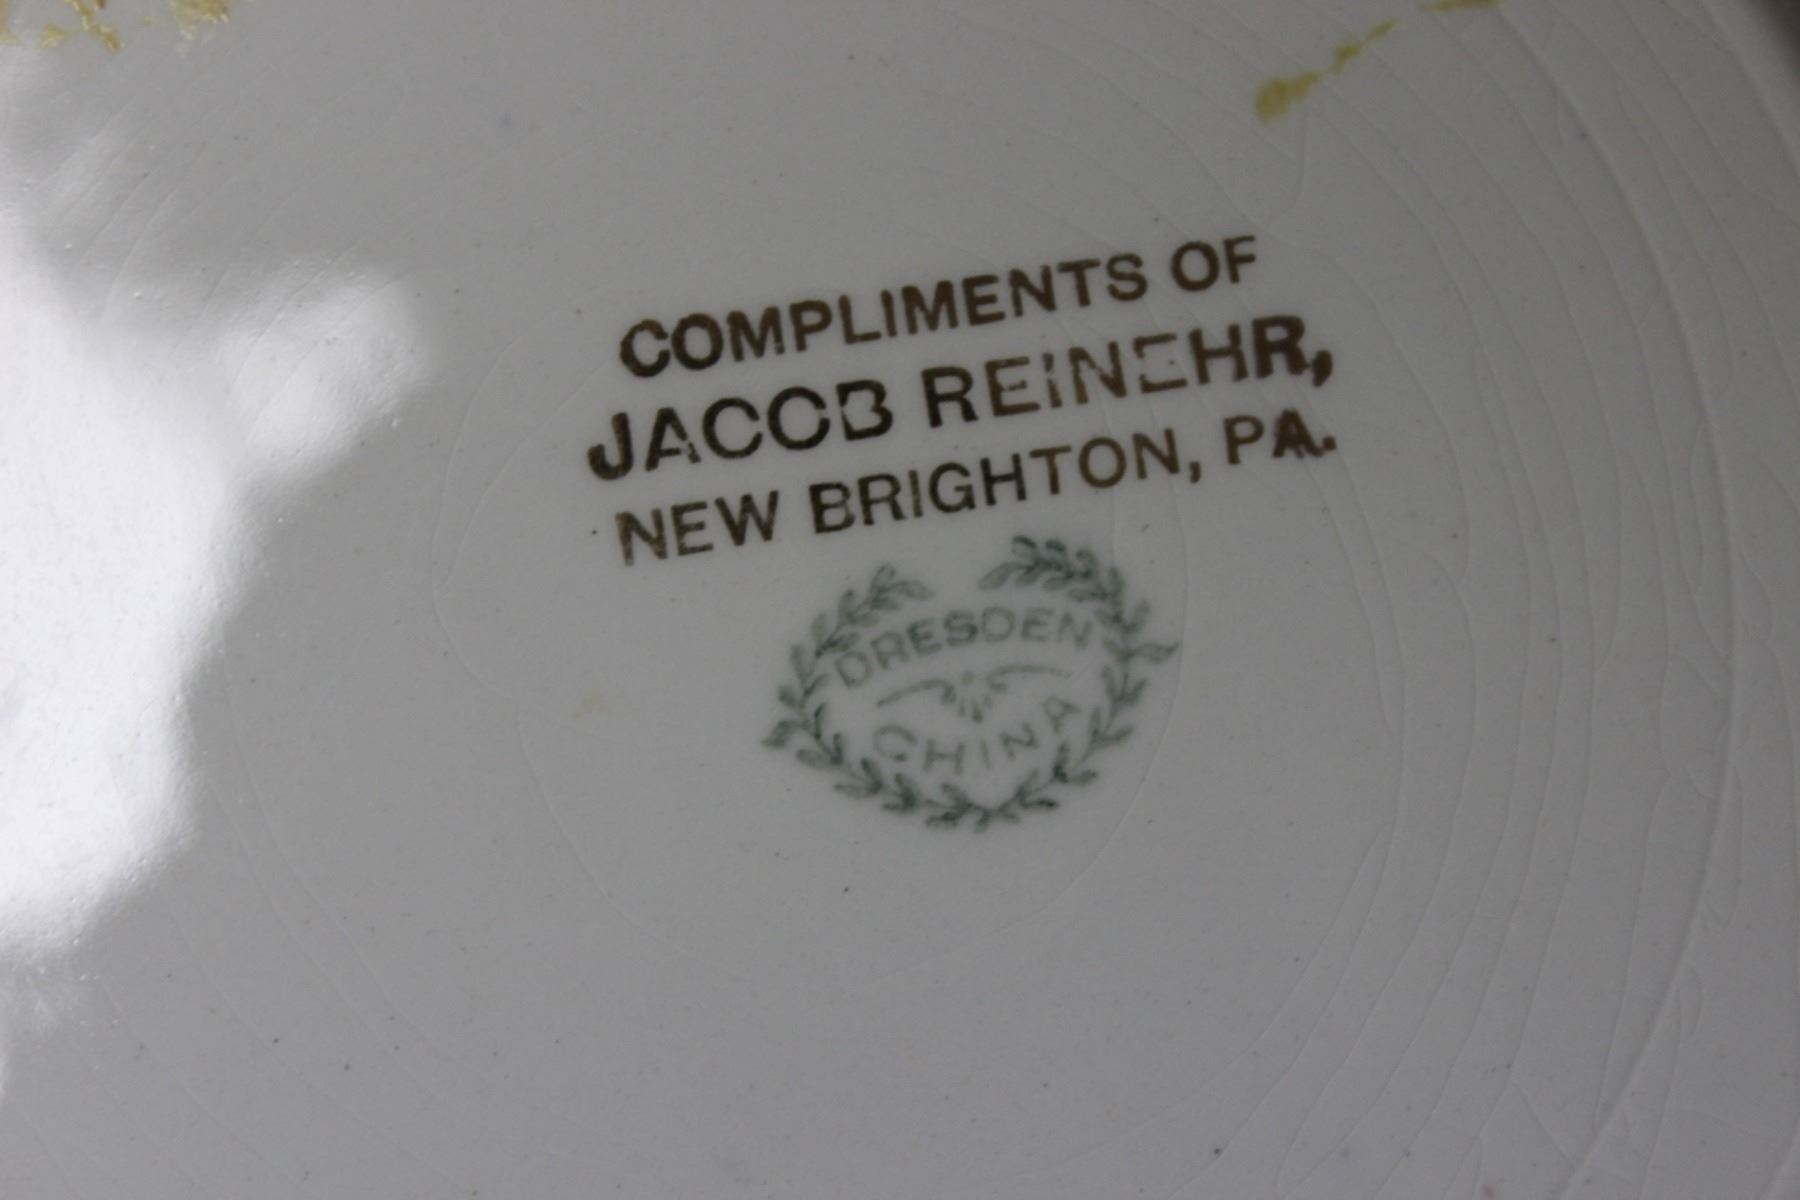 COMPLIMENTS OF
JACOB REINEHR,
NEW BRIGHTON, PA.
DRESDEN
CHINA